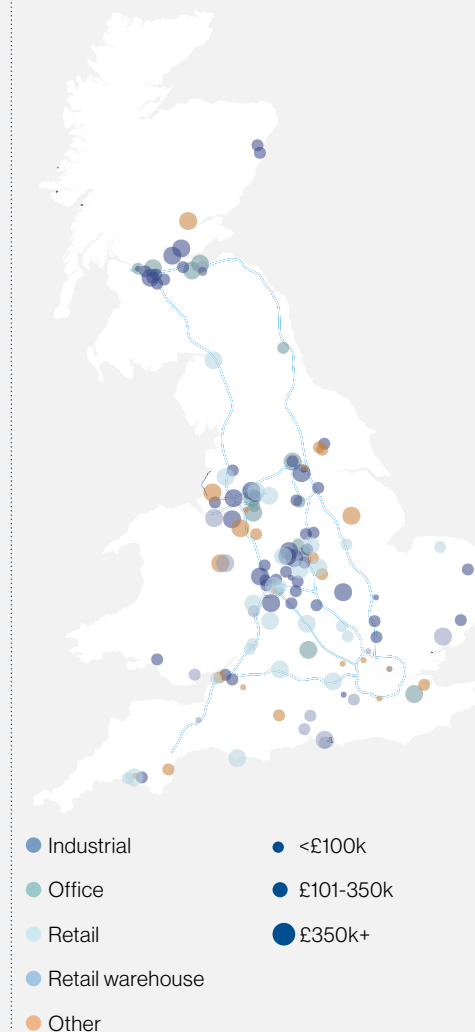 Industrial
Office
Retail
Retail warehouse
Other
<£100k
£101-350k
£350k+